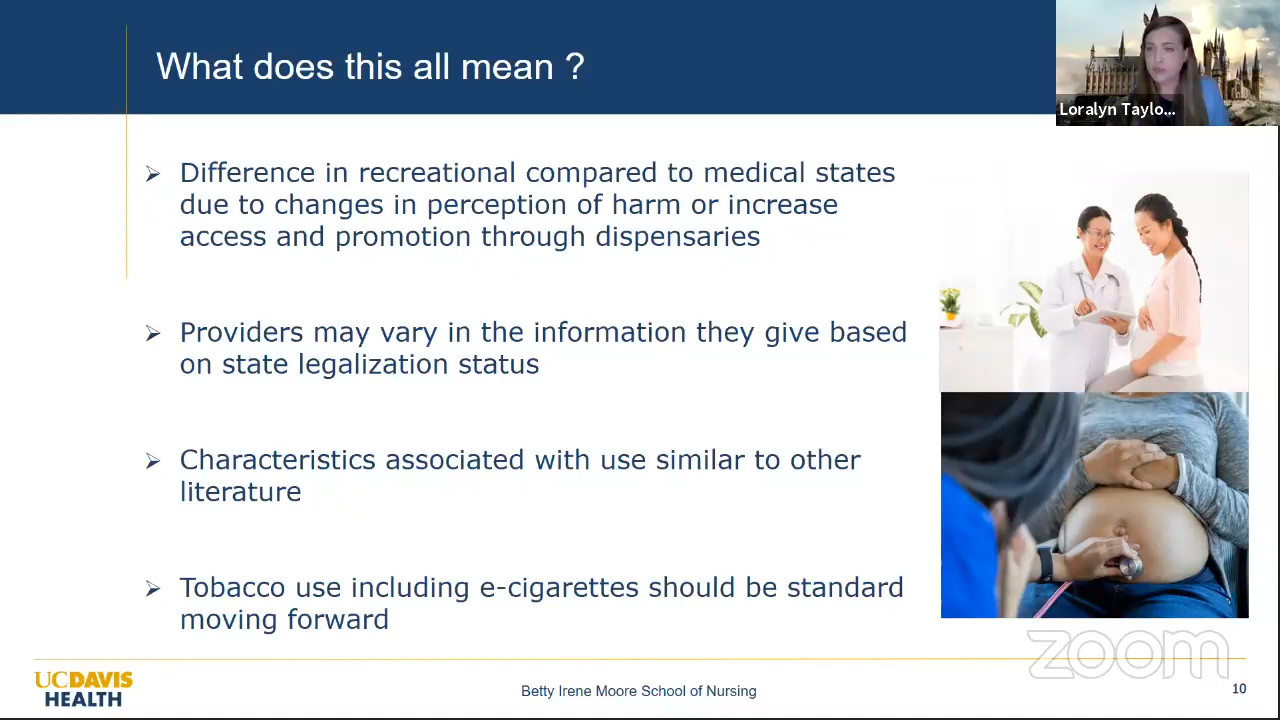 What does this all mean ?
Loralyn Taylo...
➢ Difference in recreational compared to medical states
due to changes in perception of harm or increase
access and promotion through dispensaries
➢ Providers may vary in the information they give based
on state legalization status
➢ Characteristics associated with use similar to other
literature
➢ Tobacco use including e-cigarettes should be standard
moving forward
zoom
UCDAVIS
HEALTH
Betty Irene Moore School of Nursing
10